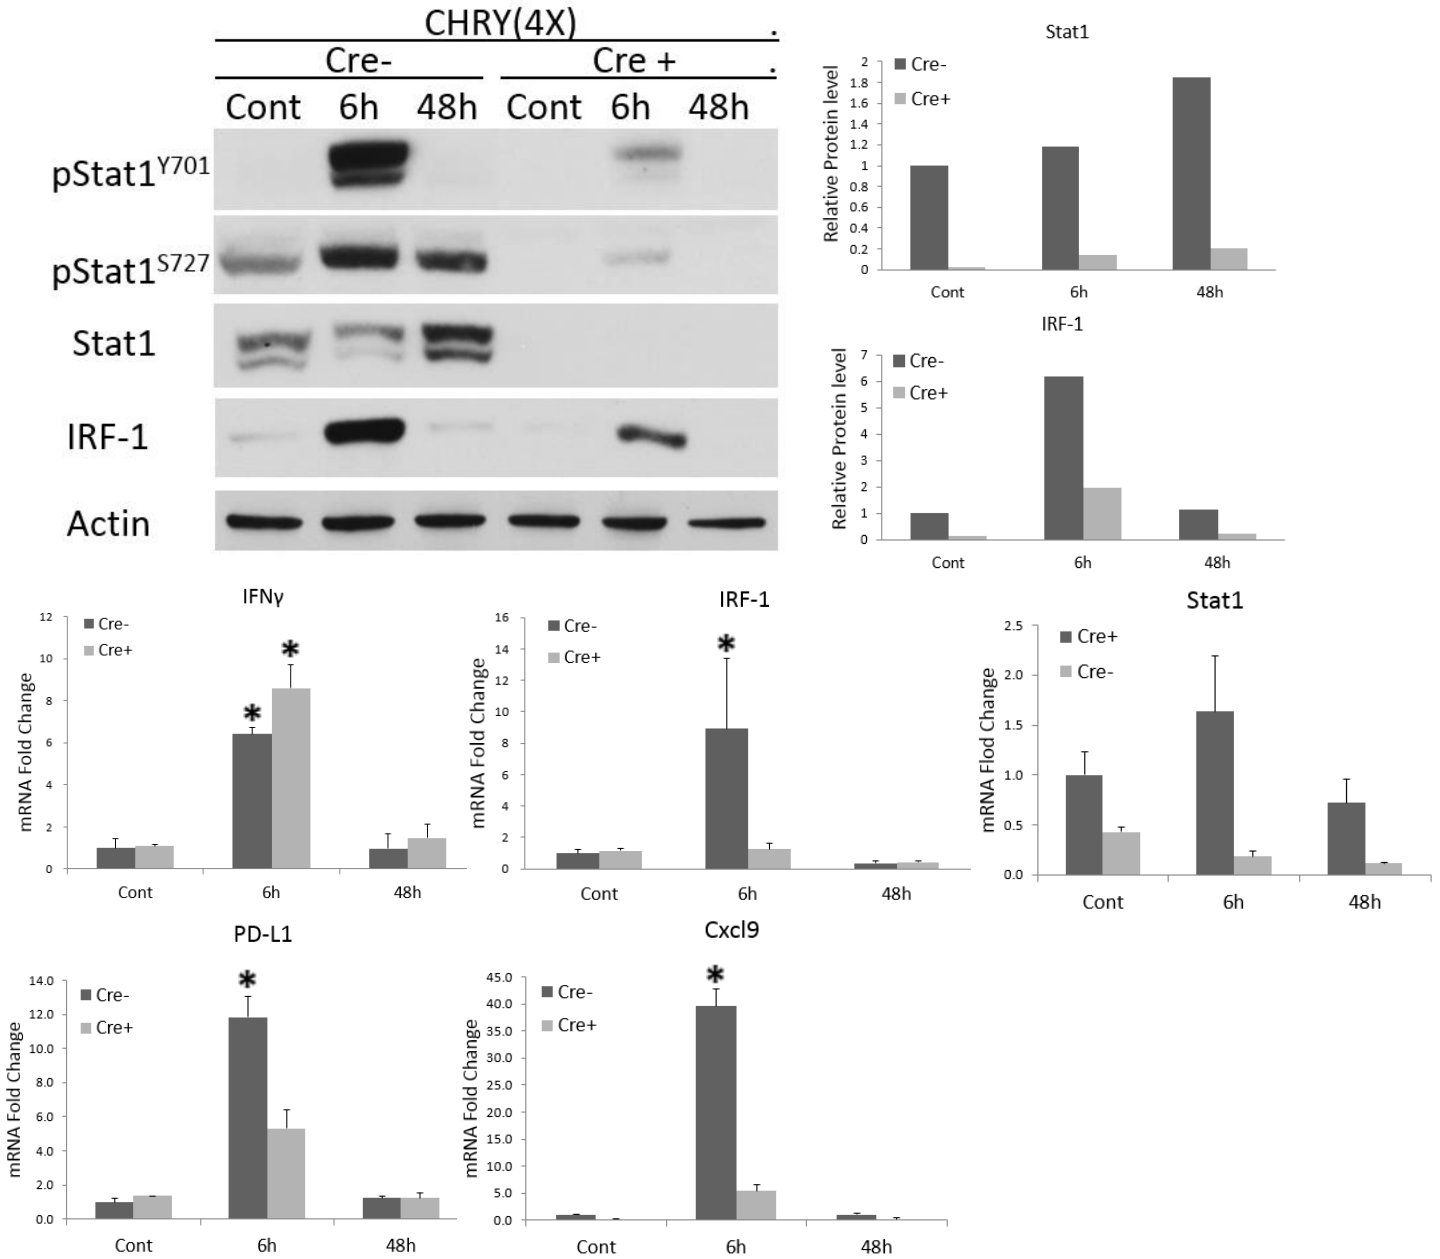 CHRY(4X) .
Cre- Cre + .
Cont 6h 48h Cont 6h 48h
pStat1Y701
pStat1S727
Stat1
IRF-1
Actin
Stat1
Relative Protein level
2
1.8
1.6
1.4
1.2
1
0.8
0.6
0.4
0.2
0
Cre-
Cre+
Cont 6h 48h
IRF-1
Relative Protein level
7
6
5
4
3
2
1
0
Cre-
Cre+
Cont 6h 48h
IFNγ
mRNA Fold Change
12
10
8
6
4
2
0
Cre-
Cre+
* *
Cont 6h 48h
IRF-1
mRNA Fold Change
16
14
12
10
8
6
4
2
0
Cre-
Cre+
*
Cont 6h 48h
Stat1
mRNA Flod Change
2.5
2.0
1.5
1.0
0.5
0.0
Cre+
Cre-
Cont 6h 48h
PD-L1
mRNA Fold Change
14.0
12.0
10.0
8.0
6.0
4.0
2.0
0.0
Cre-
Cre+
*
Cont 6h 48h
Cxcl9
mRNA Fold Change
45.0
40.0
35.0
30.0
25.0
20.0
15.0
10.0
5.0
0.0
Cre-
Cre+
*
Cont 6h 48h